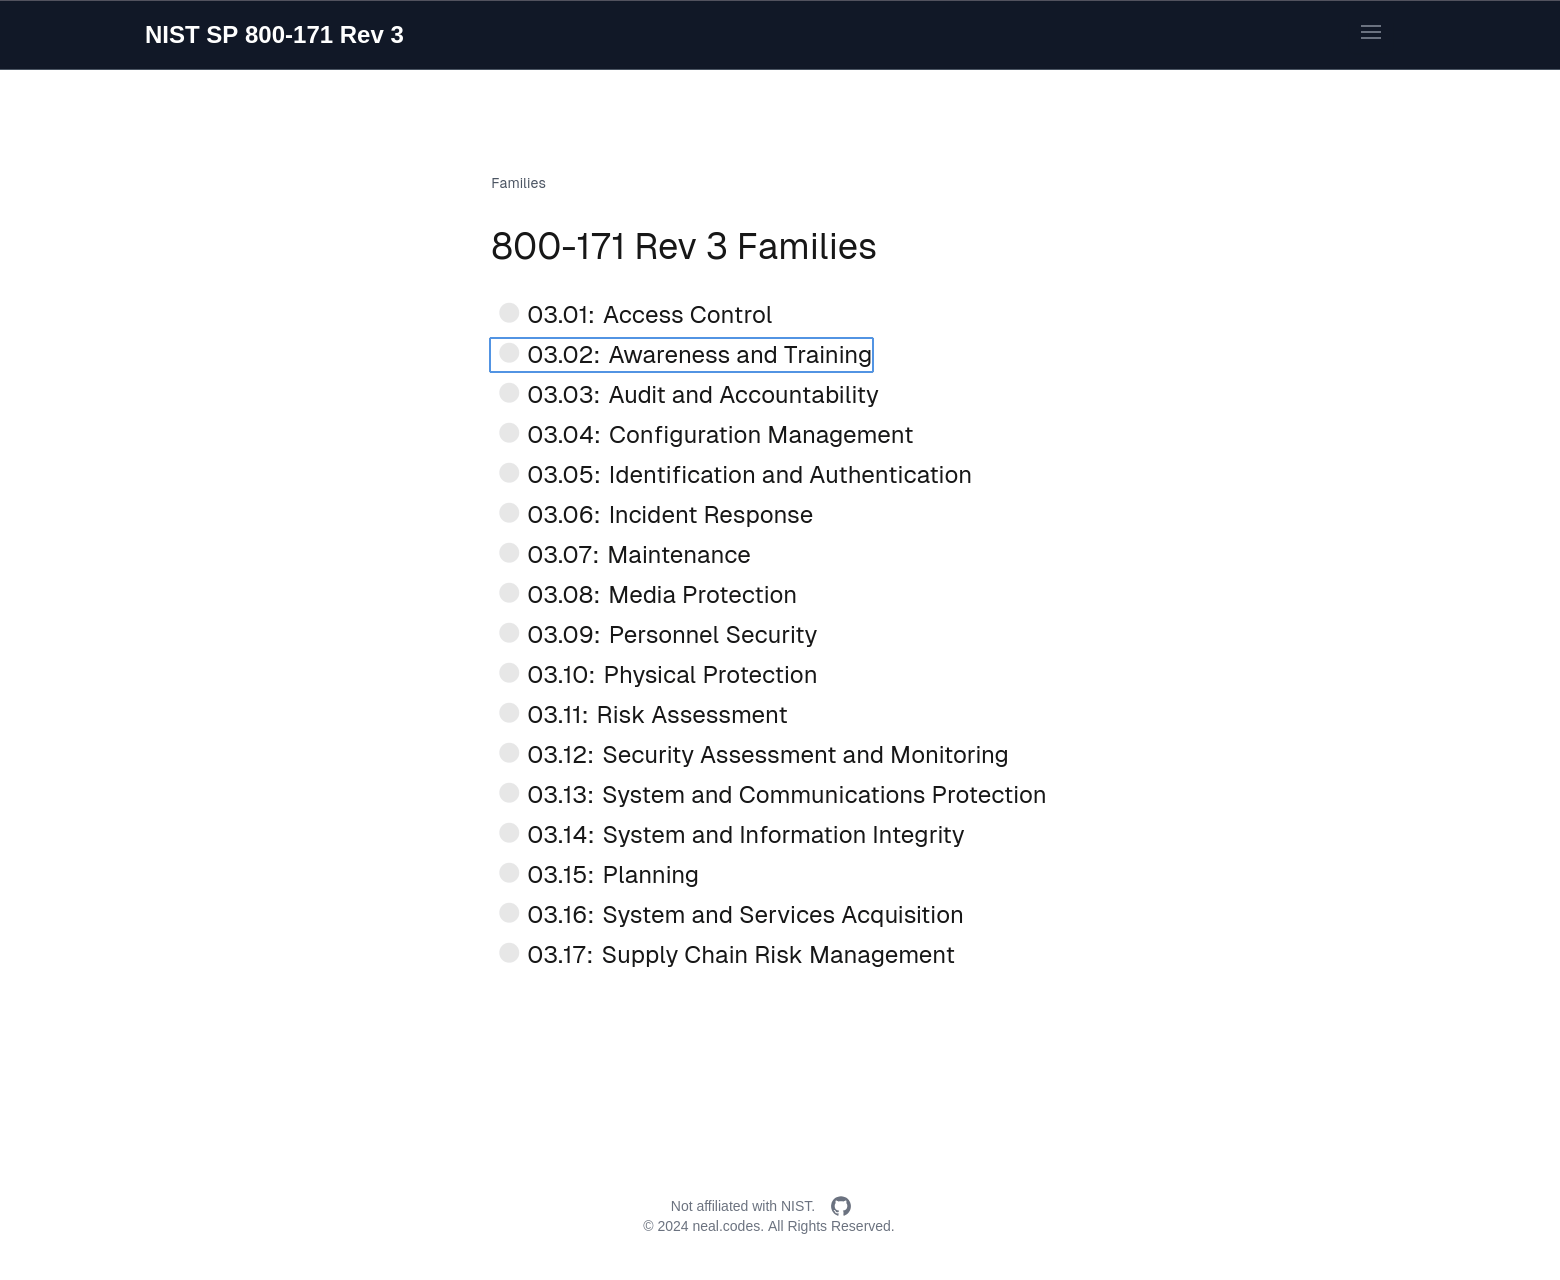 NIST SP 800-171 Rev 3
Families
800-171 Rev 3 Families
03.01: Access Control
03.02: Awareness and Training
03.03: Audit and Accountability
03.04: Configuration Management
03.05: Identification and Authentication
03.06: Incident Response
03.07: Maintenance
03.08: Media Protection
03.09: Personnel Security
03.10: Physical Protection
03.11: Risk Assessment
03.12: Security Assessment and Monitoring
03.13: System and Communications Protection
03.14: System and Information Integrity
03.15: Planning
03.16: System and Services Acquisition
03.17: Supply Chain Risk Management
Not affiliated with NIST.
© 2024 neal.codes. All Rights Reserved.